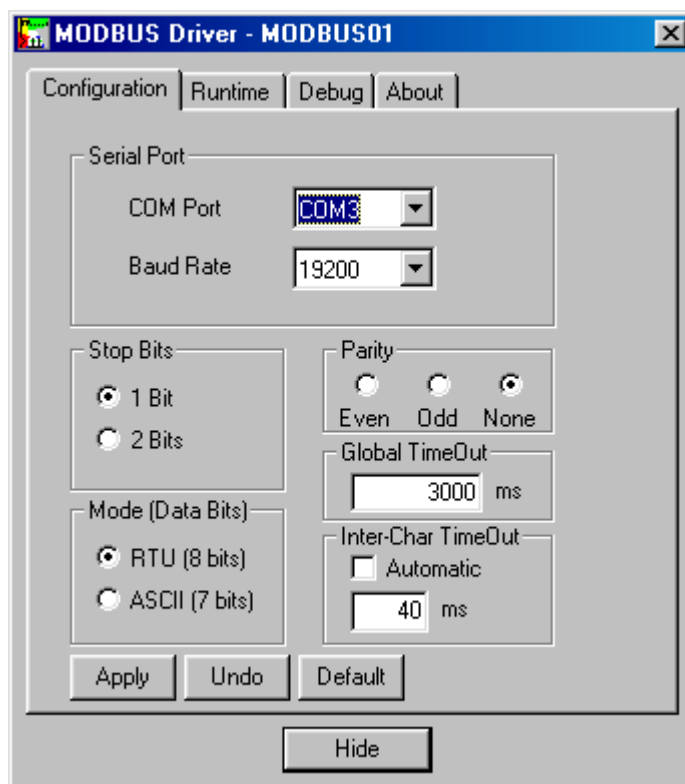 MODBUS Driver - MODBUS01
Configuration Runtime Debug About
Serial Port
COM Port COM3
Baud Rate 19200
Stop Bits
1 Bit
2 Bits
Parity
Even Odd None
Global TimeOut
3000 ms
Mode (Data Bits)
RTU (8 bits)
ASCII (7 bits)
Inter-Char TimeOut
Automatic
40 ms
Apply Undo Default
Hide